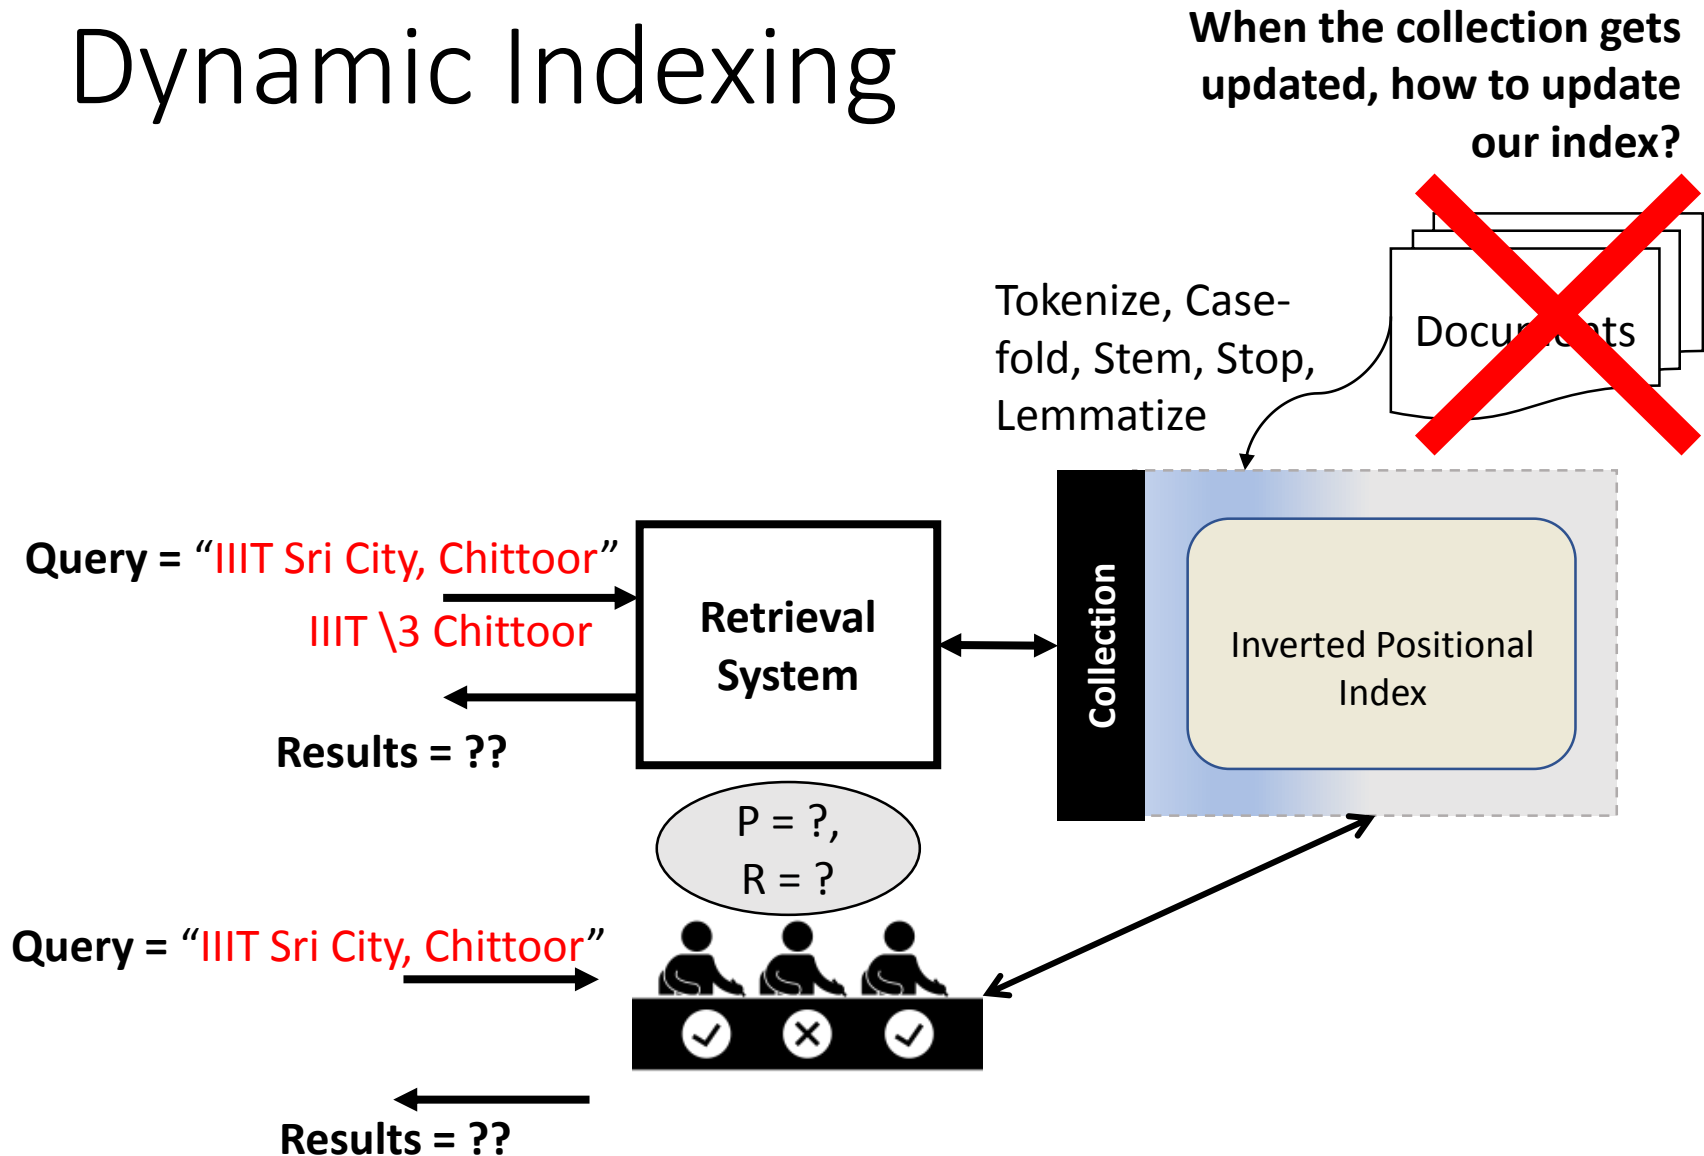 Dynamic Indexing
When the collection gets
updated, how to update
our index?
Tokenize, Case-
fold, Stem, Stop,
Lemmatize
Query = “IIIT Sri City, Chittoor”
IIIT \3 Chittoor
Results = ??
Retrieval
System
Collection
Inverted Positional
Index
P = ?,
R = ?
Query = “IIIT Sri City, Chittoor”
Results = ??